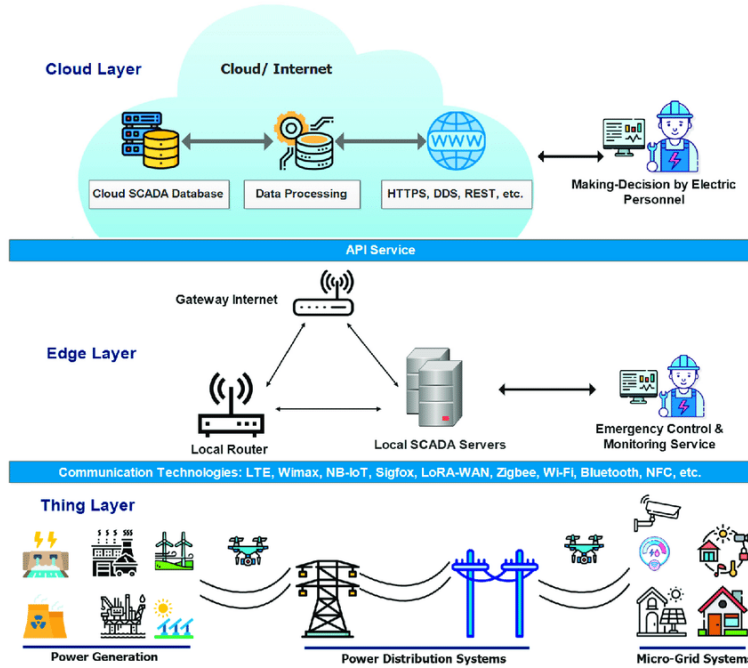 Cloud Layer
Cloud/ Internet
WWW
Cloud SCADA Database
Data Processing
HTTPS, DDS, REST, etc.
Making-Decision by Electric
Personnel
API Service
Gateway Internet
Edge Layer
Local Router
Local SCADA Servers
Emergency Control &
Monitoring Service
Communication Technologies: LTE, Wimax, NB-IoT, Sigfox, LoRA-WAN, Zigbee, Wi-Fi, Bluetooth, NFC, etc.
Thing Layer
Power Generation
Power Distribution Systems
Micro-Grid System